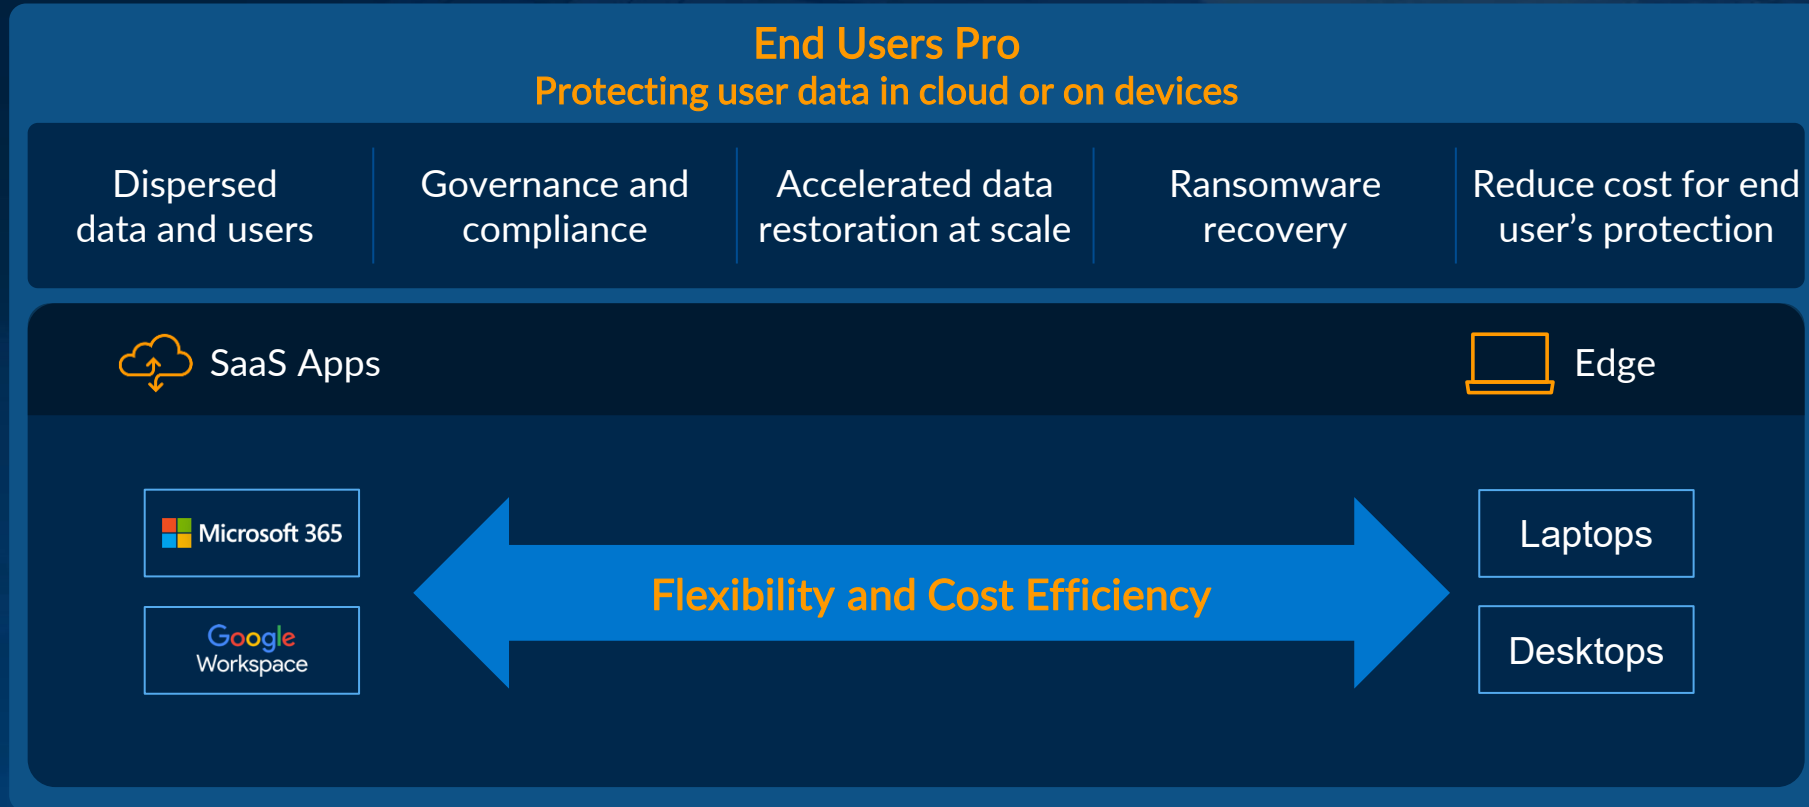 End Users Pro
Protecting user data in cloud or on devices
Dispersed
data and users
Governance and
compliance
Accelerated data
restoration at scale
Ransomware
recovery
Reduce cost for end
user’s protection
SaaS Apps
Edge
Microsoft 365
Google
Workspace
Flexibility and Cost Efficiency
Laptops
Desktops